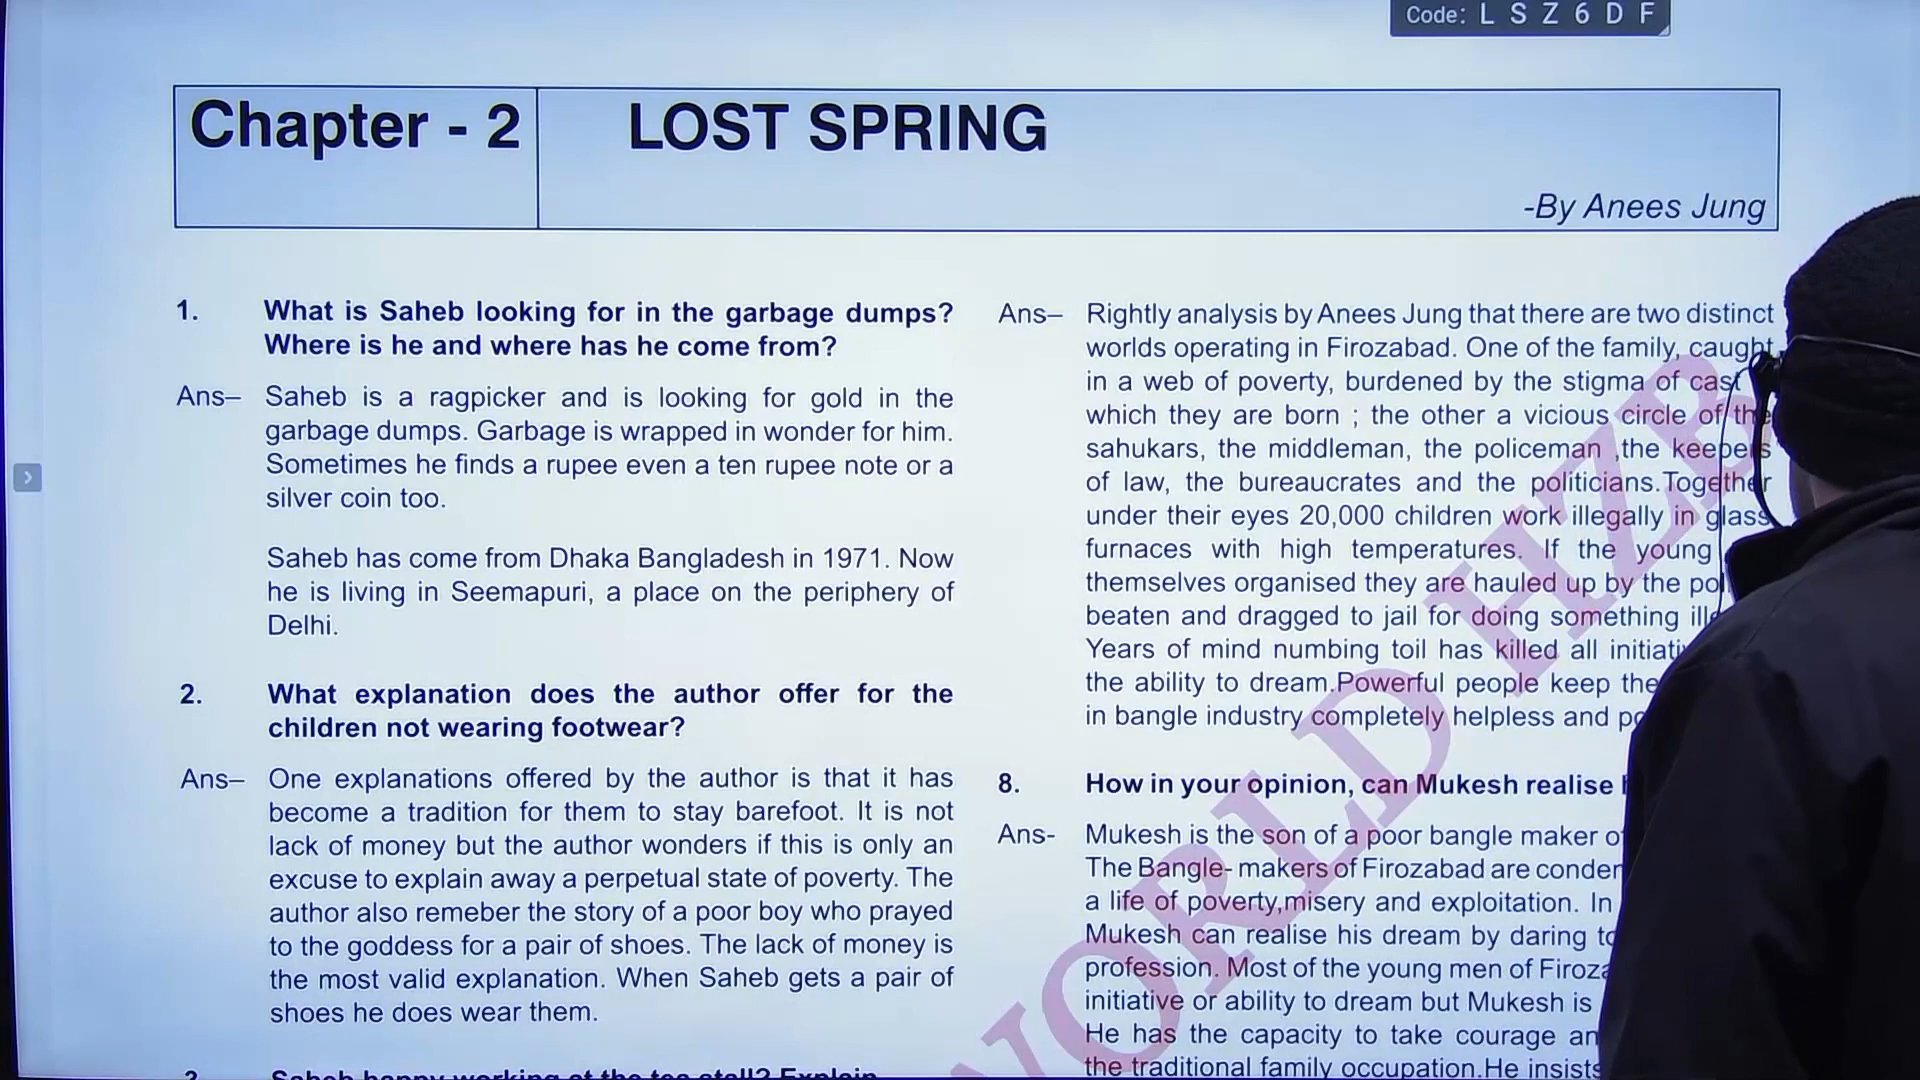 Code: L S Z 6 D F
Chapter - 2
LOST SPRING
-By Anees Jung
1. What is Saheb looking for in the garbage dumps?
Where is he and where has he come from?
Ans– Saheb is a ragpicker and is looking for gold in the
garbage dumps. Garbage is wrapped in wonder for him.
Sometimes he finds a rupee even a ten rupee note or a
silver coin too.
Saheb has come from Dhaka Bangladesh in 1971. Now
he is living in Seemapuri, a place on the periphery of
Delhi.
2. What explanation does the author offer for the
children not wearing footwear?
Ans– One explanations offered by the author is that it has
become a tradition for them to stay barefoot. It is not
lack of money but the author wonders if this is only an
excuse to explain away a perpetual state of poverty. The
author also remeber the story of a poor boy who prayed
to the goddess for a pair of shoes. The lack of money is
the most valid explanation. When Saheb gets a pair of
shoes he does wear them.
Saheb happy working at the tea stall? Explain
Ans– Rightly analysis by Anees Jung that there are two distinct
worlds operating in Firozabad. One of the family, caught
in a web of poverty, burdened by the stigma of cast
which they are born ; the other a vicious circle of the
sahukars, the middleman, the policeman ,the keepers
of law, the bureaucrates and the politicians.Together
under their eyes 20,000 children work illegally in glass
furnaces with high temperatures. If the young
themselves organised they are hauled up by the
beaten and dragged to jail for doing something
Years of mind numbing toil has killed all
the ability to dream.Powerful people keep
in bangle industry completely helpless and
8. How in your opinion, can Mukesh realise
Ans- Mukesh is the son of a poor bangle maker
The Bangle- makers of Firozabad are
a life of poverty,misery and exploitation. In
Mukesh can realise his dream by daring
profession. Most of the young men of
initiative or ability to dream but Mukesh is
He has the capacity to take courage
the traditional family occupation.He insists
WORLD HZB